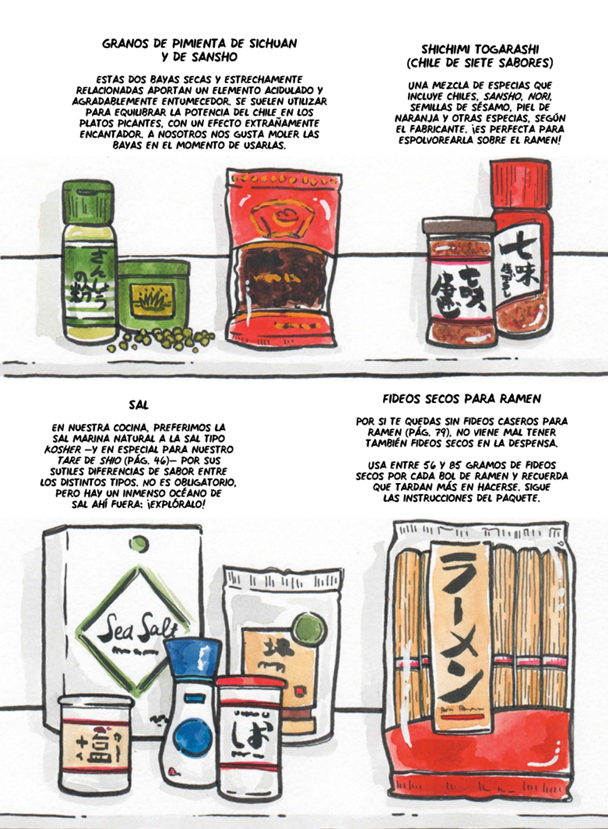 GRANOS DE PIMIENTA DE SICHUAN
Y DE SANSHO
ESTAS DOS BAYAS SECAS Y ESTRECHAMENTE
RELACIONADAS APORTAN UN ELEMENTO ACIDULADO Y
AGRADABLEMENTE ENTUMECEDOR. SE SUELEN UTILIZAR
PARA EQUILIBRAR LA POTENCIA DEL CHILE EN LOS
PLATOS PICANTES, CON UN EFECTO EXTRAÑAMENTE
ENCANTADOR. A NOSOTROS NOS GUSTA MOLER LAS
BAYAS EN EL MOMENTO DE USARLAS.
SHICHIMI TOGARASHI
(CHILE DE SIETE SABORES)
UNA MEZCLA DE ESPECIAS QUE
INCLUYE CHILES, SANSHO, NORI,
SEMILLAS DE SÉSAMO, PIEL DE
NARANJA Y OTRAS ESPECIAS, SEGÚN
EL FABRICANTE. ¡ES PERFECTA PARA
ESPOLVOREARLA SOBRE EL RAMEN!
さんしょう
の粉
七味
七味
SAL
EN NUESTRA COCINA, PREFERIMOS LA
SAL MARINA NATURAL A LA SAL TIPO
KOSHER –Y EN ESPECIAL PARA NUESTRO
TARE DE SHIO (PÁG. 46)– POR SUS
SUTILES DIFERENCIAS DE SABOR ENTRE
LOS DISTINTOS TIPOS. NO ES OBLIGATORIO,
PERO HAY UN INMENSO OCÉANO DE
SAL AHÍ FUERA: ¡EXPLÓRALO!
FIDEOS SECOS PARA RAMEN
POR SI TE QUEDAS SIN FIDEOS CASEROS PARA
RAMEN (PÁG. 79), NO VIENE MAL TENER
TAMBIÉN FIDEOS SECOS EN LA DESPENSA.
USA ENTRE 56 Y 85 GRAMOS DE FIDEOS
SECOS POR CADA BOL DE RAMEN Y RECUERDA
QUE TARDAN MÁS EN HACERSE. SIGUE
LAS INSTRUCCIONES DEL PAQUETE.
Sea Salt
ラーメン